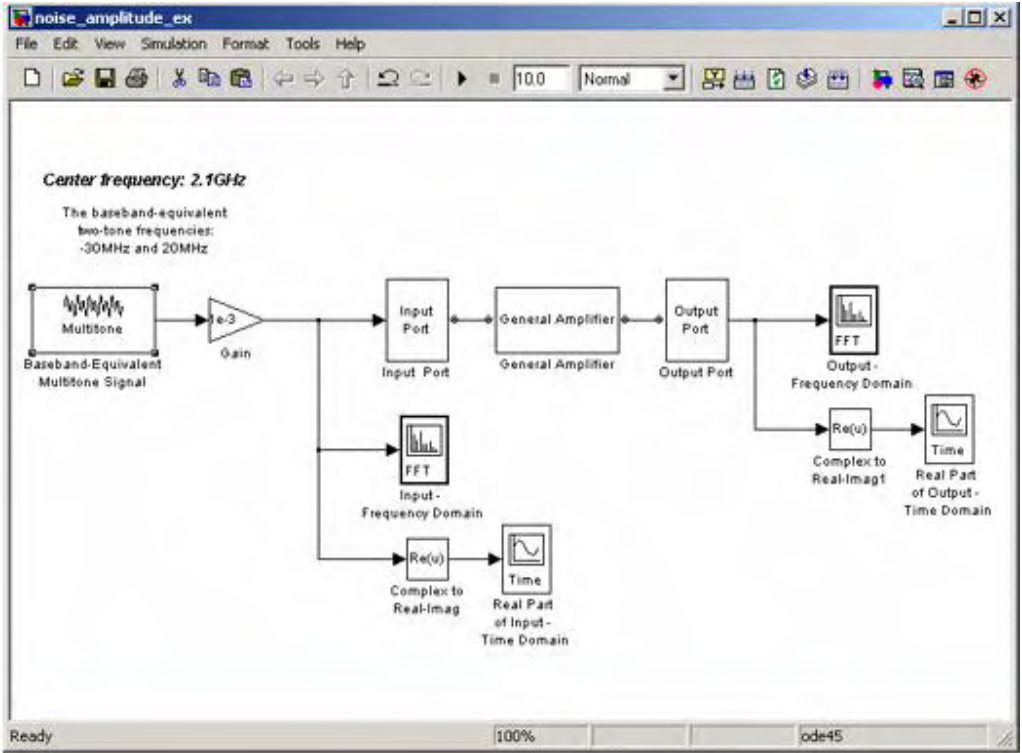 noise_amplitude_ex
File Edit View Simulation Format Tools Help
10.0 Normal
Center frequency: 2.1GHz
The baseband-equivalent
two-tone frequencies:
-30MHz and 20MHz
Multitone
Baseband-Equivalent
Multitone Signal
1e-3
Gain
Input
Port
Input Port
General Amplifier
General Amplifier
Output
Port
Output Port
FFT
Output -
Frequency Domain
Re(u)
Complex to
Real-Imag1
Time
Real Part
of Output -
Time Domain
FFT
Input -
Frequency Domain
Re(u)
Complex to
Real-Imag
Time
Real Part
of Input -
Time Domain
Ready 100% ode45